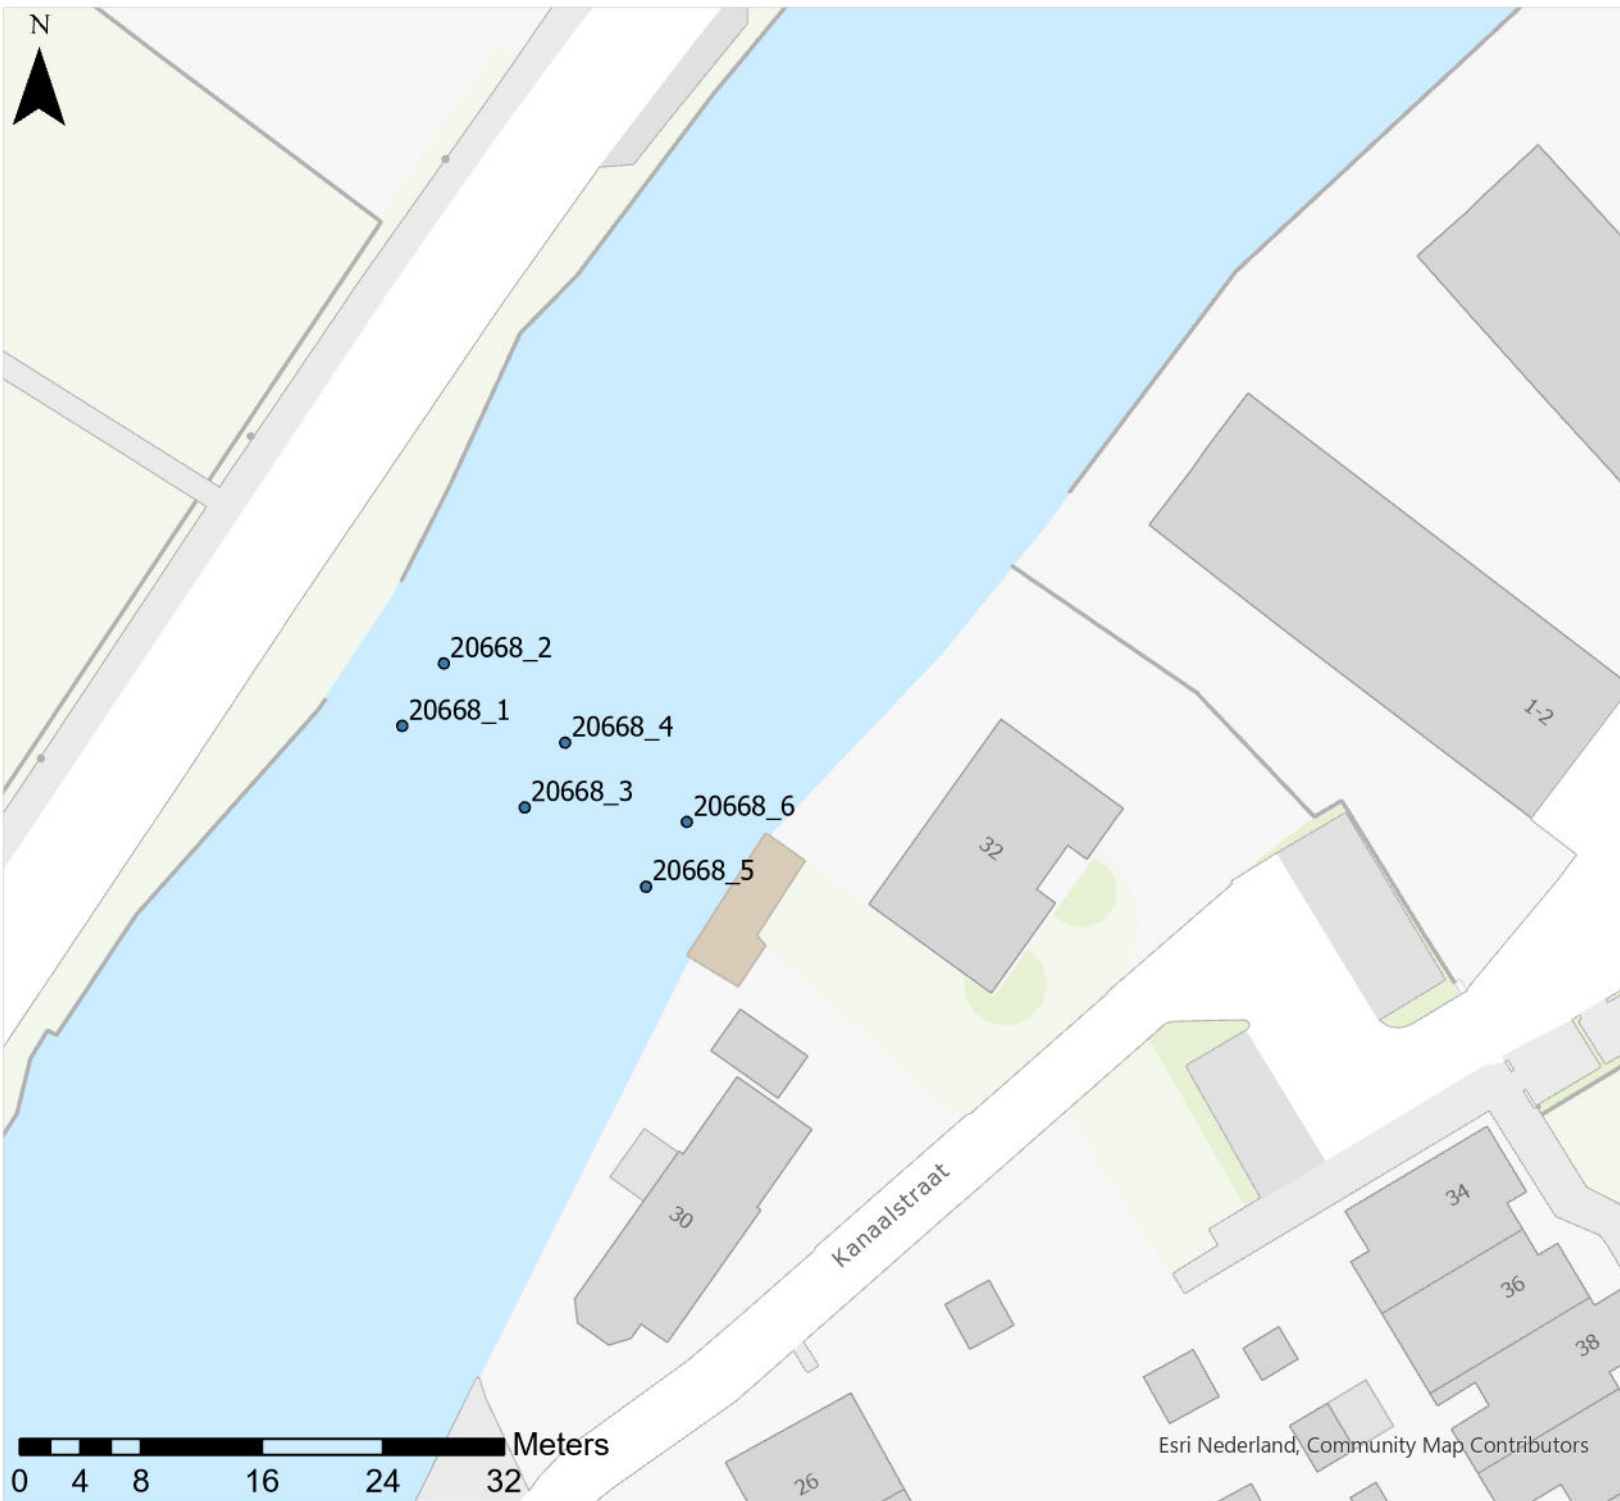 N
20668_2
20668_1
20668_4
20668_3
20668_6
20668_5
1-2
32
30
Kanaalstraat
34
36
38
26
Meters
0 4 8 16 24 32
Esri Nederland, Community Map Contributors